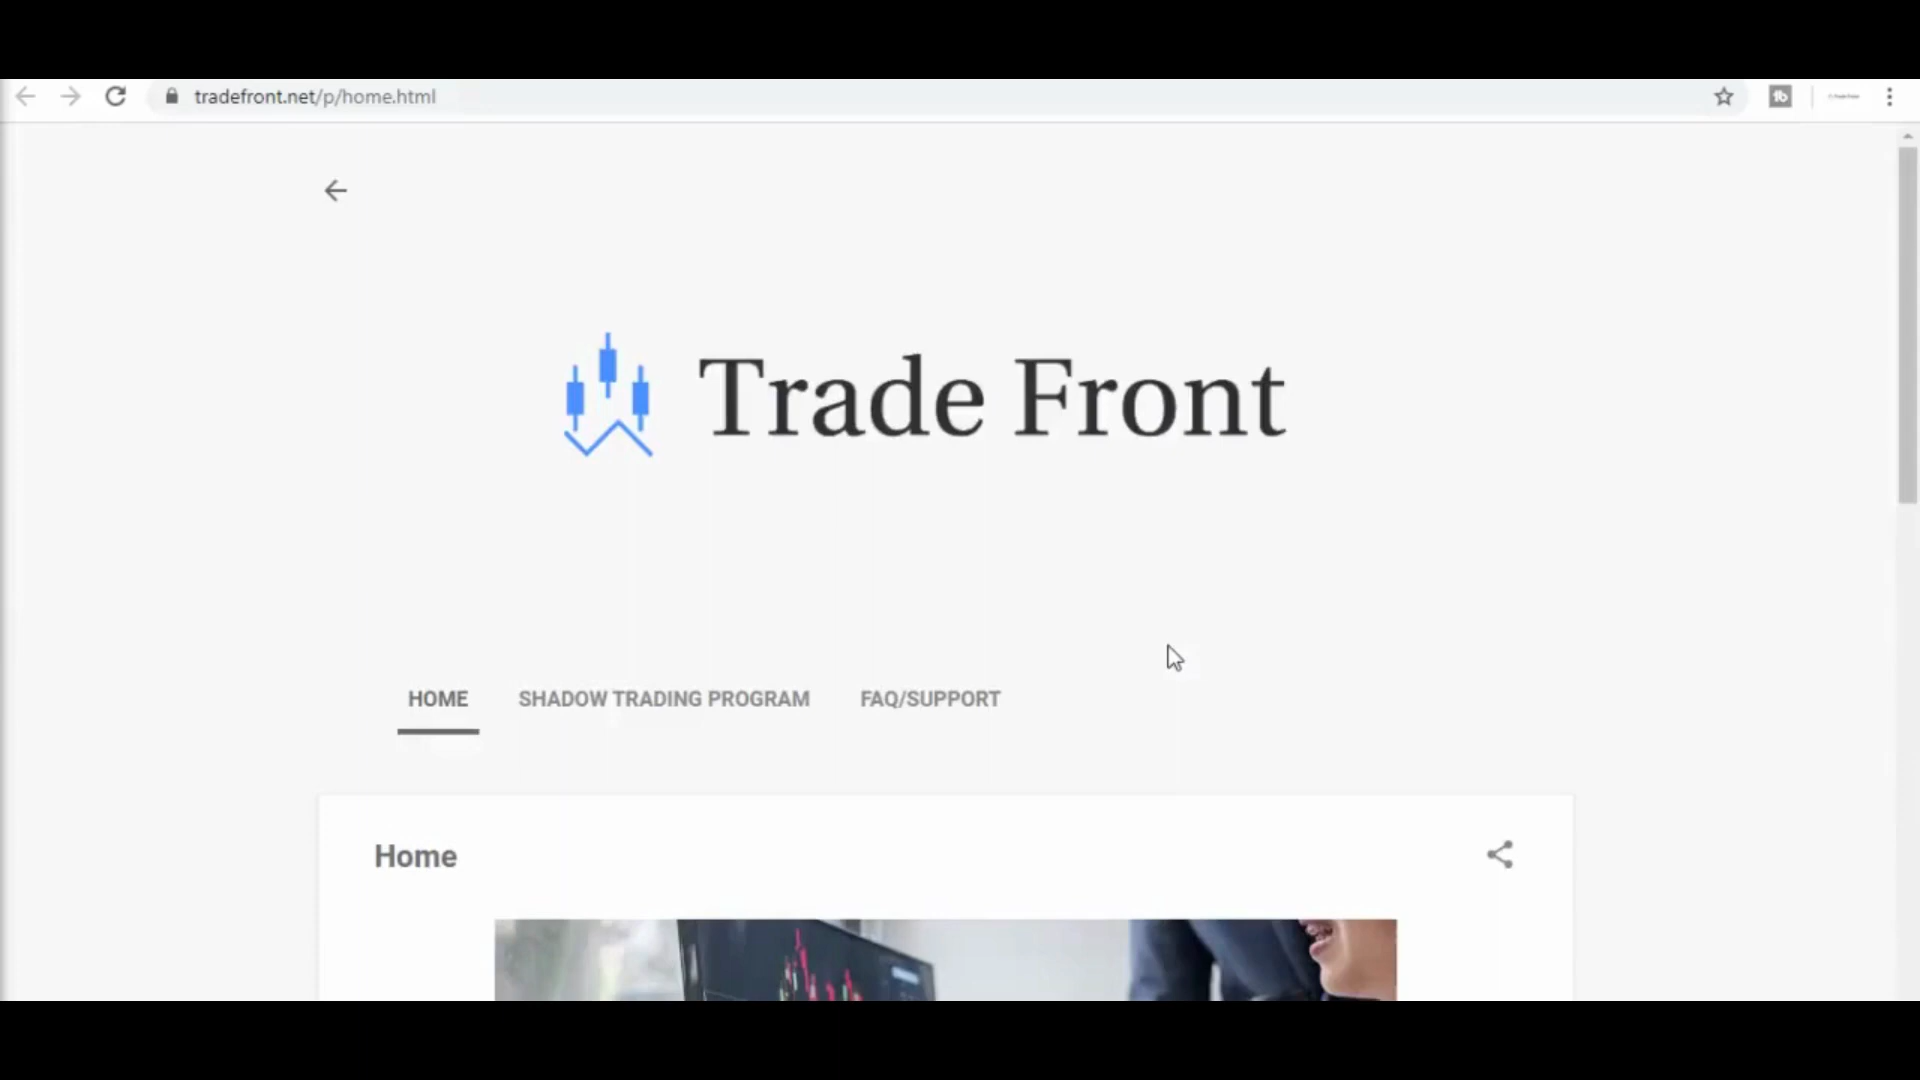 tradefront.net/p/home.html
Trade Front
HOME SHADOW TRADING PROGRAM FAQ/SUPPORT
Home